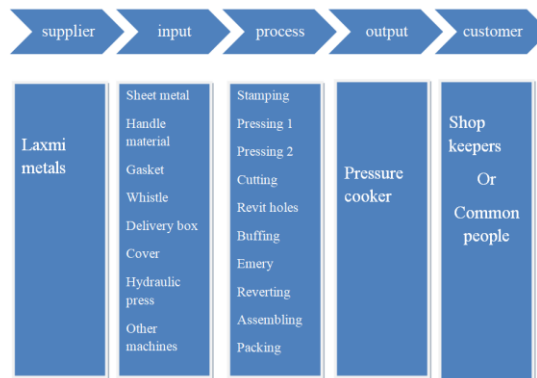 supplier
input
process
output
customer
Laxmi
metals
Sheet metal
Handle
material
Gasket
Whistle
Delivery box
Cover
Hydraulic
press
Other
machines
Stamping
Pressing 1
Pressing 2
Cutting
Revit holes
Buffing
Emery
Reverting
Assembling
Packing
Pressure
cooker
Shop
keepers
Or
Common
people